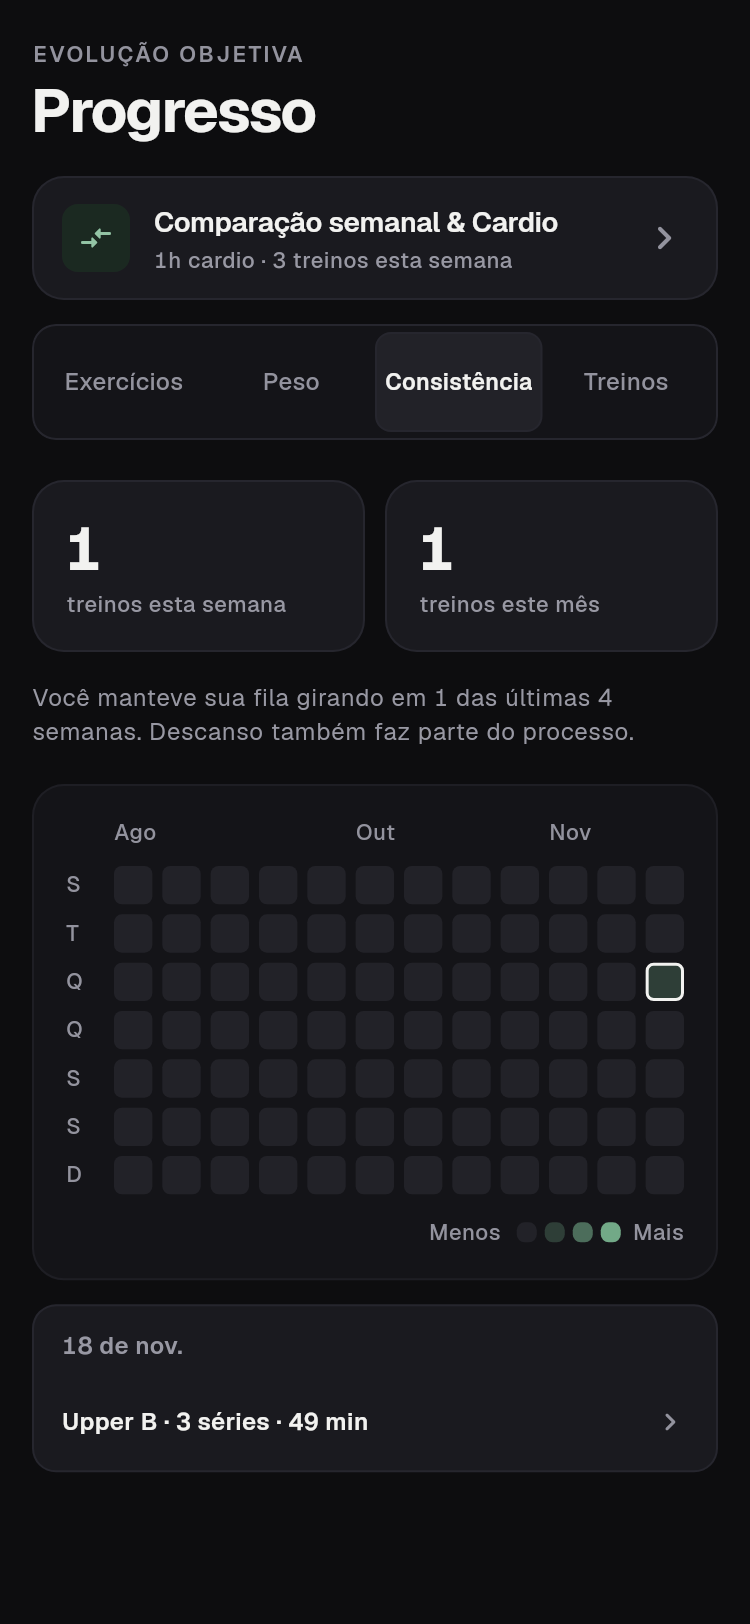 EVOLUÇÃO OBJETIVA
Progresso
Comparação semanal & Cardio
1h cardio · 3 treinos esta semana
Exercícios Peso Consistência Treinos
1 1
treinos esta semana treinos este mês
Você manteve sua fila girando em 1 das últimas 4
semanas. Descanso também faz parte do processo.
Ago Out Nov
S
T
Q
Q
S
S
D
Menos Mais
18 de nov.
Upper B · 3 séries · 49 min